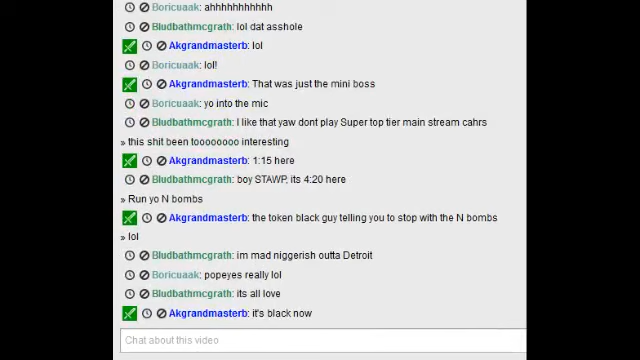 Boricuaak: ahhhhhhhhhhh
Bludbathmcgrath: lol dat asshole
Akgrandmasterb: lol
Boricuaak: lol!
Akgrandmasterb: That was just the mini boss
Boricuaak: yo into the mic
Bludbathmcgrath: I like that yaw dont play Super top tier main stream cahrs
» this shit been toooooooo interesting
Akgrandmasterb: 1:15 here
Bludbathmcgrath: boy STAWP, its 4:20 here
» Run yo N bombs
Akgrandmasterb: the token black guy telling you to stop with the N bombs
» lol
Bludbathmcgrath: im mad niggerish outta Detroit
Boricuaak: popeyes really lol
Bludbathmcgrath: its all love
Akgrandmasterb: it's black now
Chat about this video